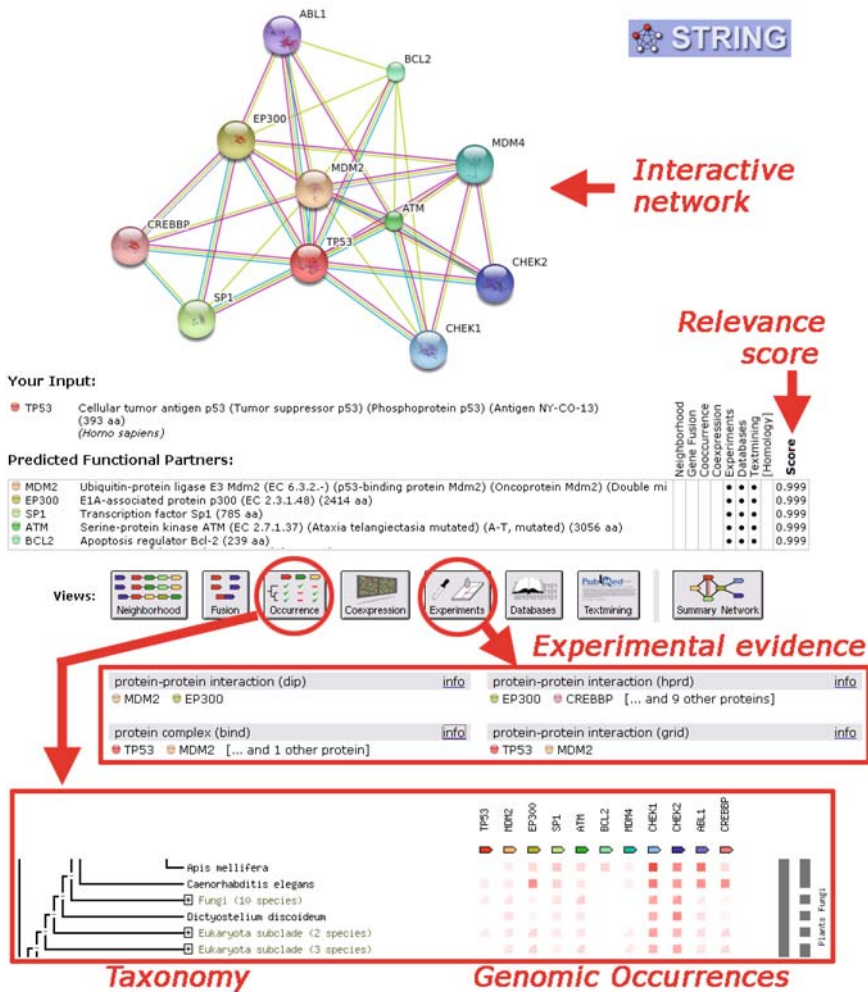 ABL1
STRING
BCL2
EP300
MDM4
MDM2
Interactive
network
ATM
CREBBP
TP53
CHEK2
SP1
CHEK1
Relevance
score
Your Input:
TP53 Cellular tumor antigen p53 (Tumor suppressor p53) (Phosphoprotein p53) (Antigen NY-CO-13)
(393 aa)
(Homo sapiens)
Neighborhood
Gene Fusion
Cooccurrence
Coexpression
Experiments
Databases
Textmining
[Homology]
Score
Predicted Functional Partners:
MDM2 Ubiquitin-protein ligase E3 Mdm2 (EC 6.3.2.-) (p53-binding protein Mdm2) (Oncoprotein Mdm2) (Double mi 0.999
EP300 E1A-associated protein p300 (EC 2.3.1.48) (2414 aa) 0.999
SP1 Transcription factor Sp1 (785 aa) 0.999
ATM Serine-protein kinase ATM (EC 2.7.1.37) (Ataxia telangiectasia mutated) (A-T, mutated) (3056 aa) 0.999
BCL2 Apoptosis regulator Bcl-2 (239 aa) 0.999
Views: Neighborhood Fusion Occurrence Coexpression Experiments Databases Textmining Summary Network
PubMed
Experimental evidence
protein-protein interaction (dip) info
MDM2 EP300
protein-protein interaction (hprd) info
EP300 CREBBP [... and 9 other proteins]
protein complex (bind) info
TP53 MDM2 [... and 1 other protein]
protein-protein interaction (grid) info
TP53 MDM2
TP53 MDM2 EP300 SP1 ATM BCL2 MDM4 CHEK1 CHEK2 ABL1 CREBBP
Apis mellifera
Caenorhabditis elegans
Fungi (10 species)
Dictyostelium discoideum
Eukaryota subclade (2 species)
Eukaryota subclade (3 species)
Plants Fungi
Taxonomy
Genomic Occurrences